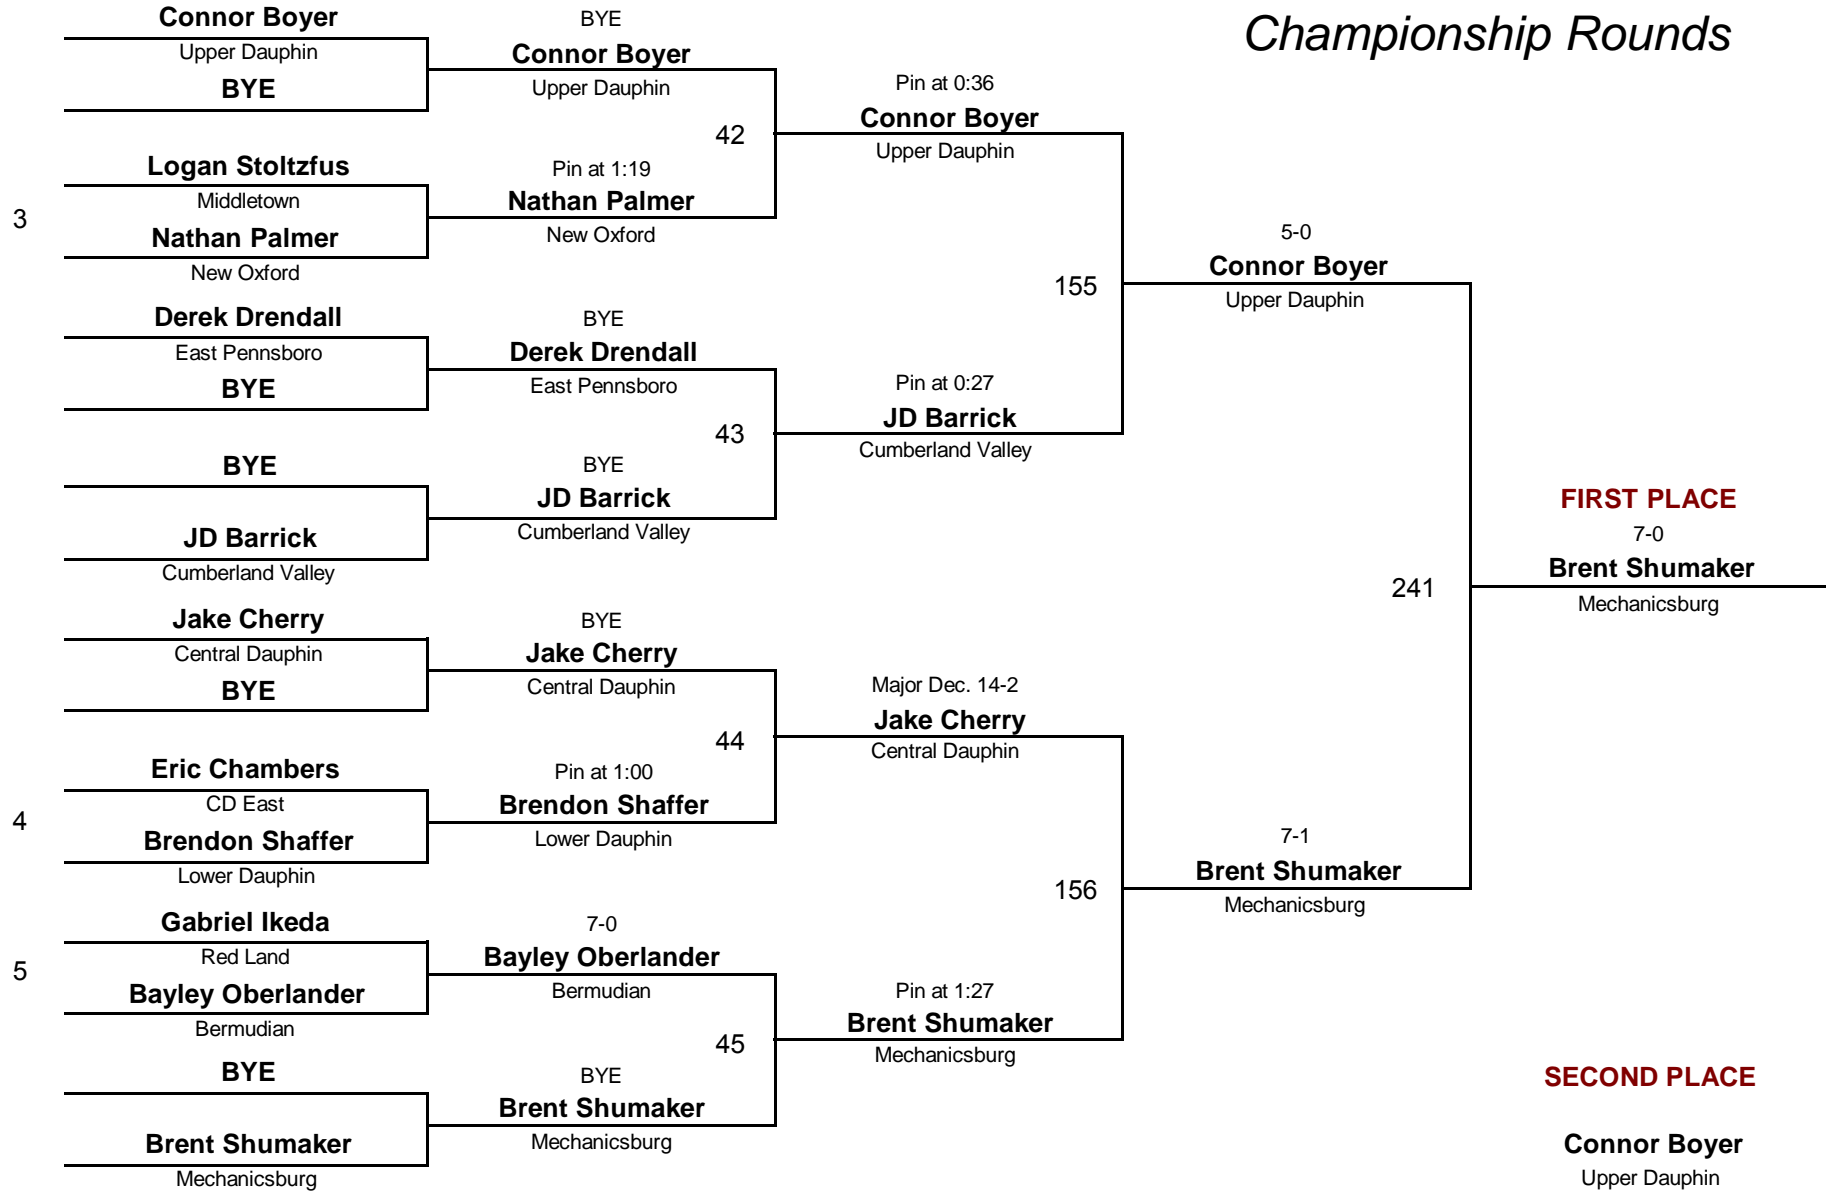 Championship Rounds
Connor Boyer
Upper Dauphin
BYE
3
Logan Stoltzfus
Middletown
Nathan Palmer
New Oxford
Derek Drendall
East Pennsboro
BYE
BYE
JD Barrick
Cumberland Valley
Jake Cherry
Central Dauphin
BYE
4
Eric Chambers
CD East
Brendon Shaffer
Lower Dauphin
5
Gabriel Ikeda
Red Land
Bayley Oberlander
Bermudian
BYE
Brent Shumaker
Mechanicsburg
BYE
Connor Boyer
Upper Dauphin
42
Pin at 1:19
Nathan Palmer
New Oxford
BYE
Derek Drendall
East Pennsboro
43
BYE
JD Barrick
Cumberland Valley
BYE
Jake Cherry
Central Dauphin
44
Pin at 1:00
Brendon Shaffer
Lower Dauphin
7-0
Bayley Oberlander
Bermudian
45
BYE
Brent Shumaker
Mechanicsburg
Pin at 0:36
Connor Boyer
Upper Dauphin
155
Pin at 0:27
JD Barrick
Cumberland Valley
Major Dec. 14-2
Jake Cherry
Central Dauphin
156
Pin at 1:27
Brent Shumaker
Mechanicsburg
5-0
Connor Boyer
Upper Dauphin
241
7-1
Brent Shumaker
Mechanicsburg
FIRST PLACE
7-0
Brent Shumaker
Mechanicsburg
SECOND PLACE
Connor Boyer
Upper Dauphin